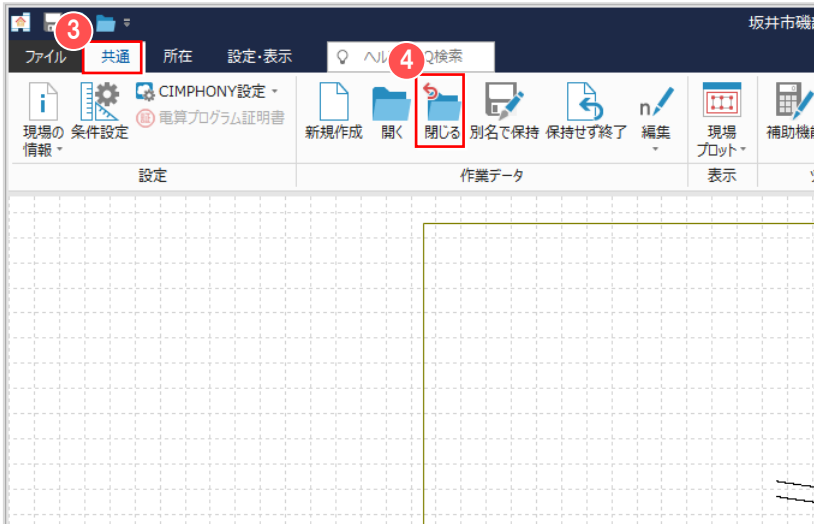 坂井市磯部
3
ファイル 共通 所在 設定・表示 4 Q検索
CIMPHONY設定
電算プログラム証明書
現場の情報 条件設定 新規作成 開く 閉じる 別名で保持 保持せず終了 編集 現場プロット 補助機能
設定 作業データ 表示